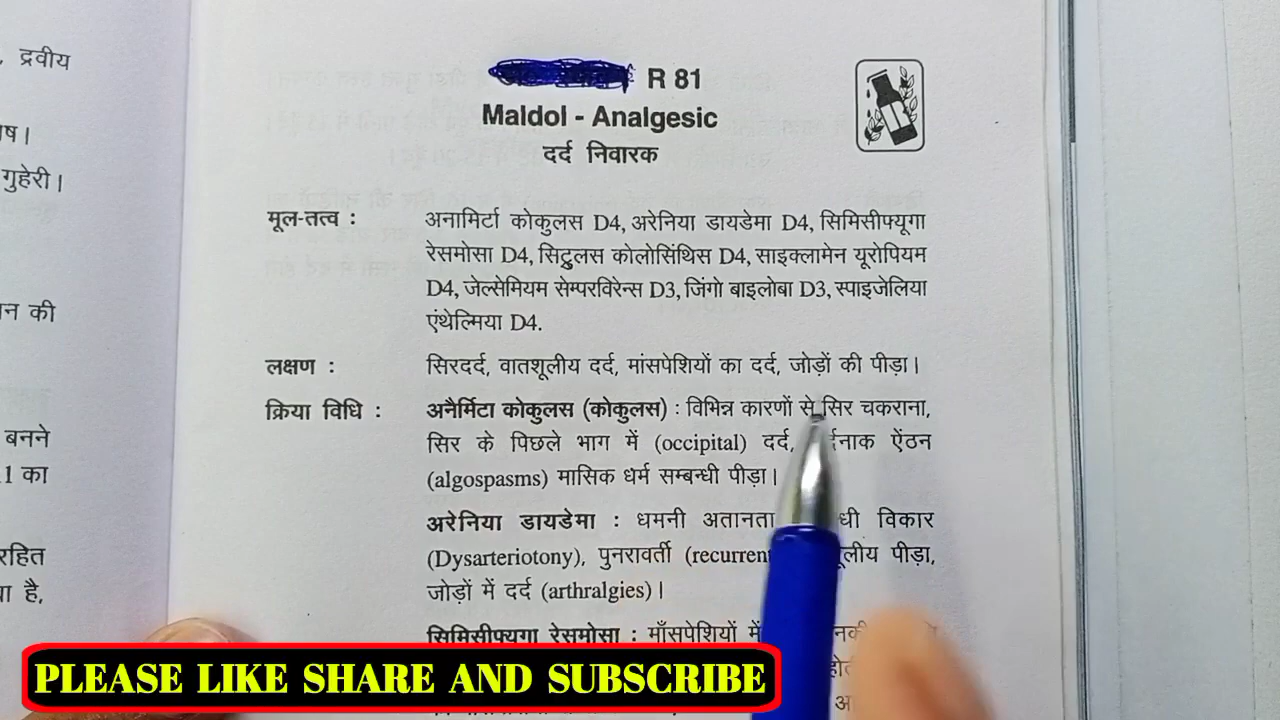 , द्रवीय
ष।
गुहेरी।
न की
बनने
1 का
रहित
है,
R 81
Maldol - Analgesic
दर्द निवारक
मूल-तत्व :
अनामिर्टा कोकुलस D4, अरेनिया डायडेमा D4, सिमिसीफ्यूगा
रेसमोसा D4, सिट्रुलस कोलोसिंथिस D4, साइक्लामेन यूरोपियम
D4, जेल्सेमियम सेम्परविरेन्स D3, जिंगो बाइलोबा D3, स्पाइजेलिया
एंथेल्मिया D4.
लक्षण :
सिरदर्द, वातशूलीय दर्द, मांसपेशियों का दर्द, जोड़ों की पीड़ा।
क्रिया विधि :
अनैर्मिटा कोकुलस (कोकुलस) : विभिन्न कारणों से सिर चकराना,
सिर के पिछले भाग में (occipital) दर्द, ऐंठन
(algospasms) मासिक धर्म सम्बन्धी पीड़ा।
अरेनिया डायडेमा : धमनी अतानता धी विकार
(Dysarteriotony), पुनरावर्ती (recurrent लीय पीड़ा,
जोड़ों में दर्द (arthralgies)।
सिमिसीफ्यूगा रेसमोसा : माँसपेशियों में
PLEASE LIKE SHARE AND SUBSCRIBE